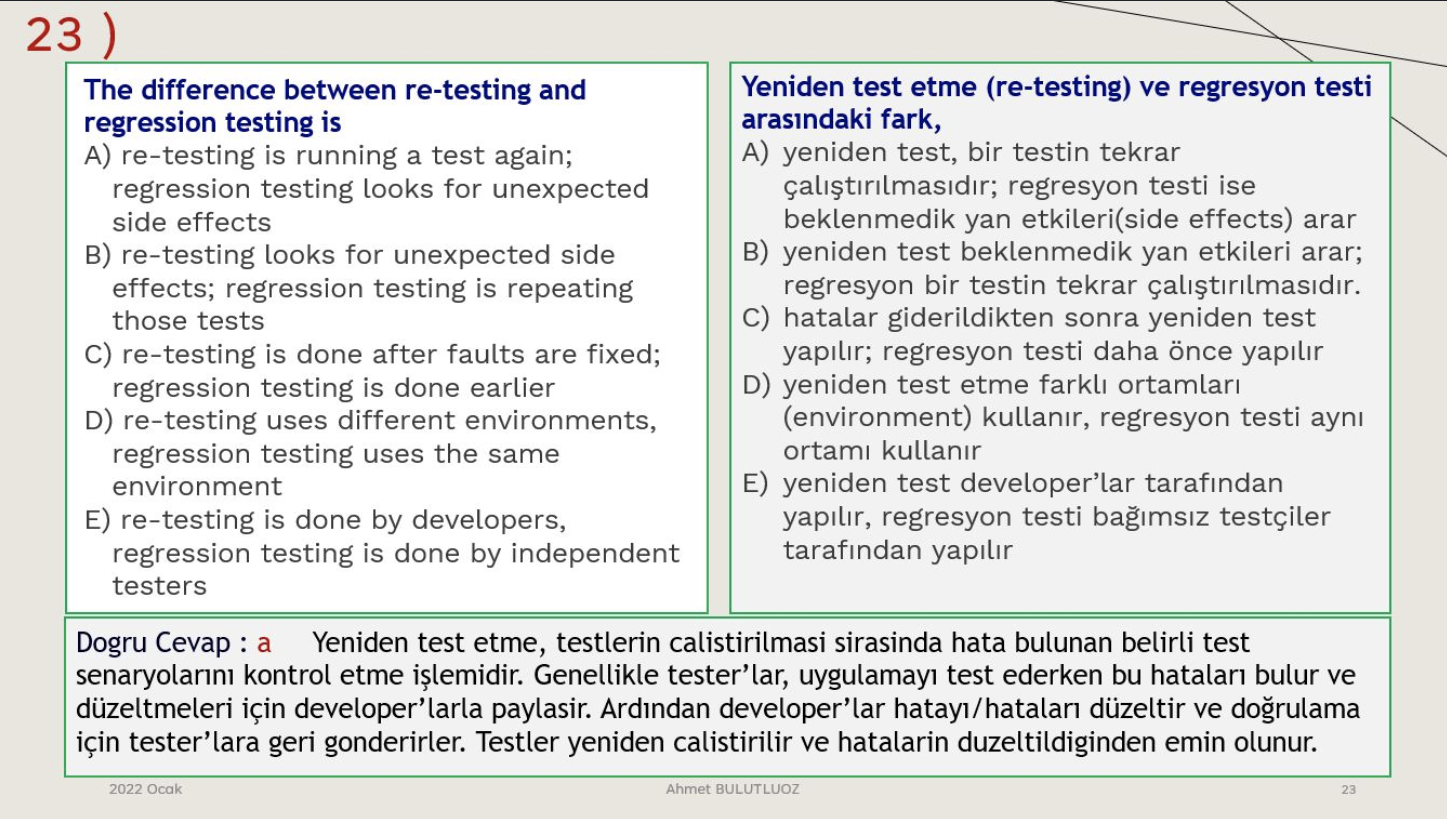 23 )
The difference between re-testing and
regression testing is
A) re-testing is running a test again;
regression testing looks for unexpected
side effects
B) re-testing looks for unexpected side
effects; regression testing is repeating
those tests
C) re-testing is done after faults are fixed;
regression testing is done earlier
D) re-testing uses different environments,
regression testing uses the same
environment
E) re-testing is done by developers,
regression testing is done by independent
testers
Yeniden test etme (re-testing) ve regresyon testi
arasındaki fark,
A) yeniden test, bir testin tekrar
çalıştırılmasıdır; regresyon testi ise
beklenmedik yan etkileri(side effects) arar
B) yeniden test beklenmedik yan etkileri arar;
regresyon bir testin tekrar çalıştırılmasıdır.
C) hatalar giderildikten sonra yeniden test
yapılır; regresyon testi daha önce yapılır
D) yeniden test etme farklı ortamları
(environment) kullanır, regresyon testi aynı
ortamı kullanır
E) yeniden test developer’lar tarafından
yapılır, regresyon testi bağımsız testçiler
tarafından yapılır
Dogru Cevap : a Yeniden test etme, testlerin calistirilmasi sirasinda hata bulunan belirli test
senaryolarını kontrol etme işlemidir. Genellikle tester’lar, uygulamayı test ederken bu hataları bulur ve
düzeltmeleri için developer’larla paylasir. Ardından developer’lar hatayı/hataları düzeltir ve doğrulama
için tester’lara geri gonderirler. Testler yeniden calistirilir ve hatalarin duzeltildiginden emin olunur.
2022 Ocak
Ahmet BULUTLUOZ
23